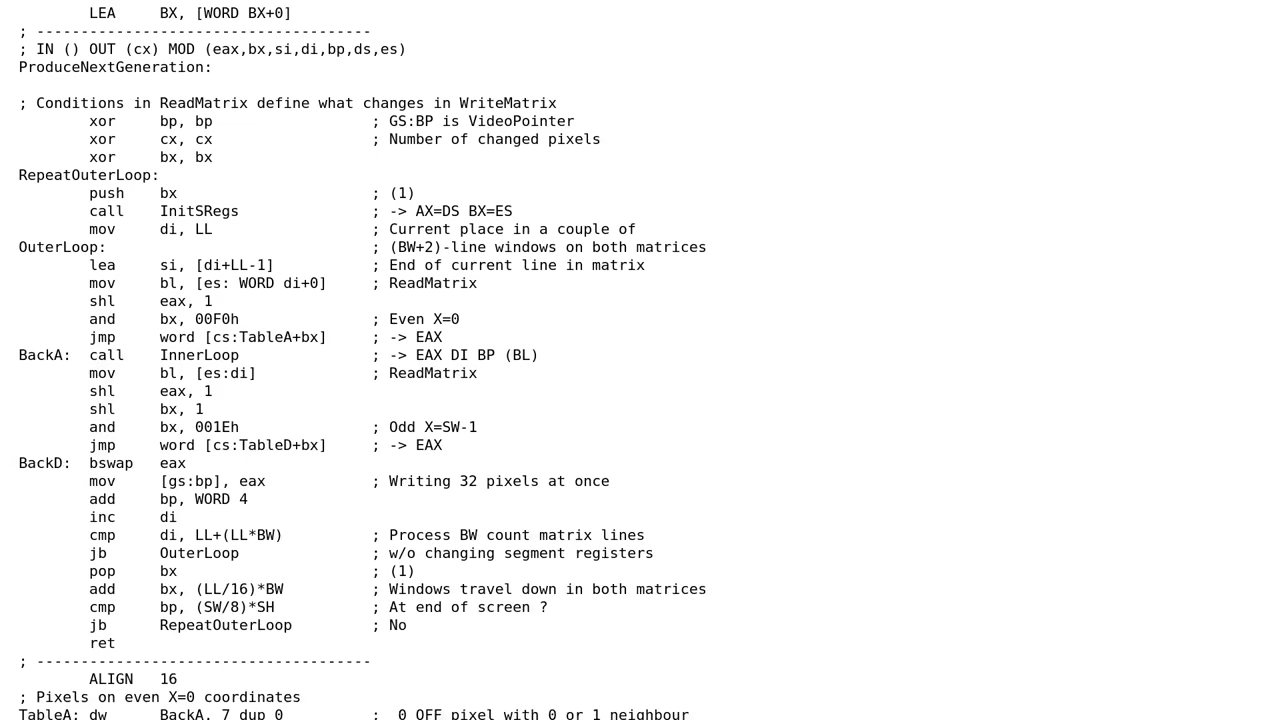 LEA     BX, [WORD BX+0]
; --------------------------------------
; IN () OUT (cx) MOD (eax,bx,si,di,bp,ds,es)
ProduceNextGeneration:

; Conditions in ReadMatrix define what changes in WriteMatrix
        xor     bp, bp                  ; GS:BP is VideoPointer
        xor     cx, cx                  ; Number of changed pixels
        xor     bx, bx
RepeatOuterLoop:
        push    bx                      ; (1)
        call    InitSRegs               ; -> AX=DS BX=ES
        mov     di, LL                  ; Current place in a couple of
OuterLoop:                              ; (BW+2)-line windows on both matrices
        lea     si, [di+LL-1]           ; End of current line in matrix
        mov     bl, [es: WORD di+0]     ; ReadMatrix
        shl     eax, 1
        and     bx, 00F0h               ; Even X=0
        jmp     word [cs:TableA+bx]     ; -> EAX
BackA:  call    InnerLoop               ; -> EAX DI BP (BL)
        mov     bl, [es:di]             ; ReadMatrix
        shl     eax, 1
        shl     bx, 1
        and     bx, 001Eh               ; Odd X=SW-1
        jmp     word [cs:TableD+bx]     ; -> EAX
BackD:  bswap   eax
        mov     [gs:bp], eax            ; Writing 32 pixels at once
        add     bp, WORD 4
        inc     di
        cmp     di, LL+(LL*BW)          ; Process BW count matrix lines
        jb      OuterLoop               ; w/o changing segment registers
        pop     bx                      ; (1)
        add     bx, (LL/16)*BW          ; Windows travel down in both matrices
        cmp     bp, (SW/8)*SH           ; At end of screen ?
        jb      RepeatOuterLoop         ; No
        ret
; --------------------------------------
        ALIGN   16
; Pixels on even X=0 coordinates
TableA: dw      BackA, 7 dup 0          ;  0 OFF pixel with 0 or 1 neighbour